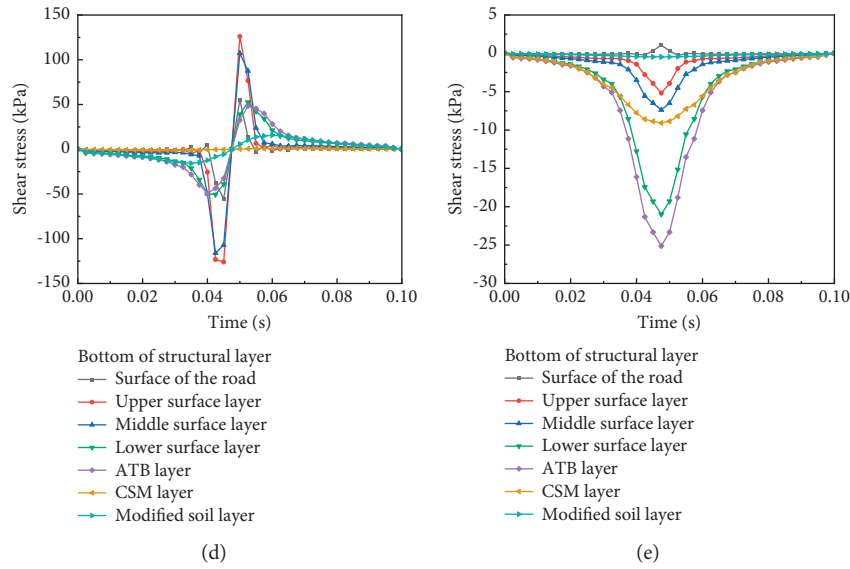 150
100
50
0
-50
-100
-150
Shear stress (kPa)
0.00 0.02 0.04 0.06 0.08 0.10
Time (s)
Bottom of structural layer
Surface of the road
Upper surface layer
Middle surface layer
Lower surface layer
ATB layer
CSM layer
Modified soil layer
(d)
5
0
-5
-10
-15
-20
-25
-30
Shear stress (kPa)
0.00 0.02 0.04 0.06 0.08 0.10
Time (s)
Bottom of structural layer
Surface of the road
Upper surface layer
Middle surface layer
Lower surface layer
ATB layer
CSM layer
Modified soil layer
(e)